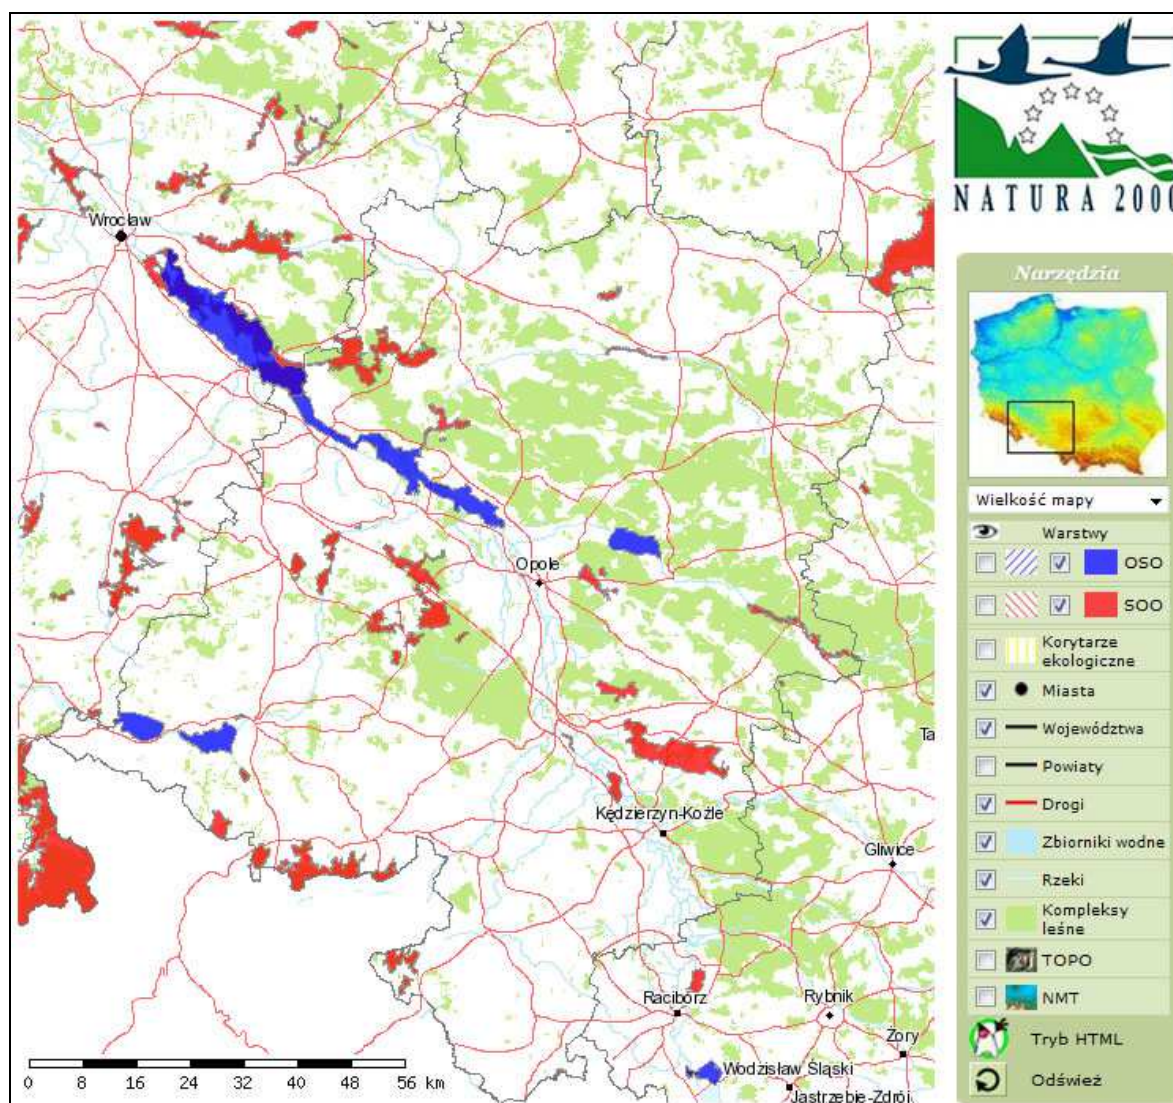 Wrocław
Opole
Ta
Kędzierzyn-Koźle
Gliwice
Racibórz
Rybnik
Żory
Wodzisław Śląski
Jastrzębie-Zdrój
0 8 16 24 32 40 48 56 km
NATURA 2000
Narzędzia
Wielkość mapy
Warstwy
OSO
SOO
Korytarze
ekologiczne
Miasta
Województwa
Powiaty
Drogi
Zbiorniki wodne
Rzeki
Kompleksy
leśne
TOPO
NMT
Tryb HTML
Odśwież